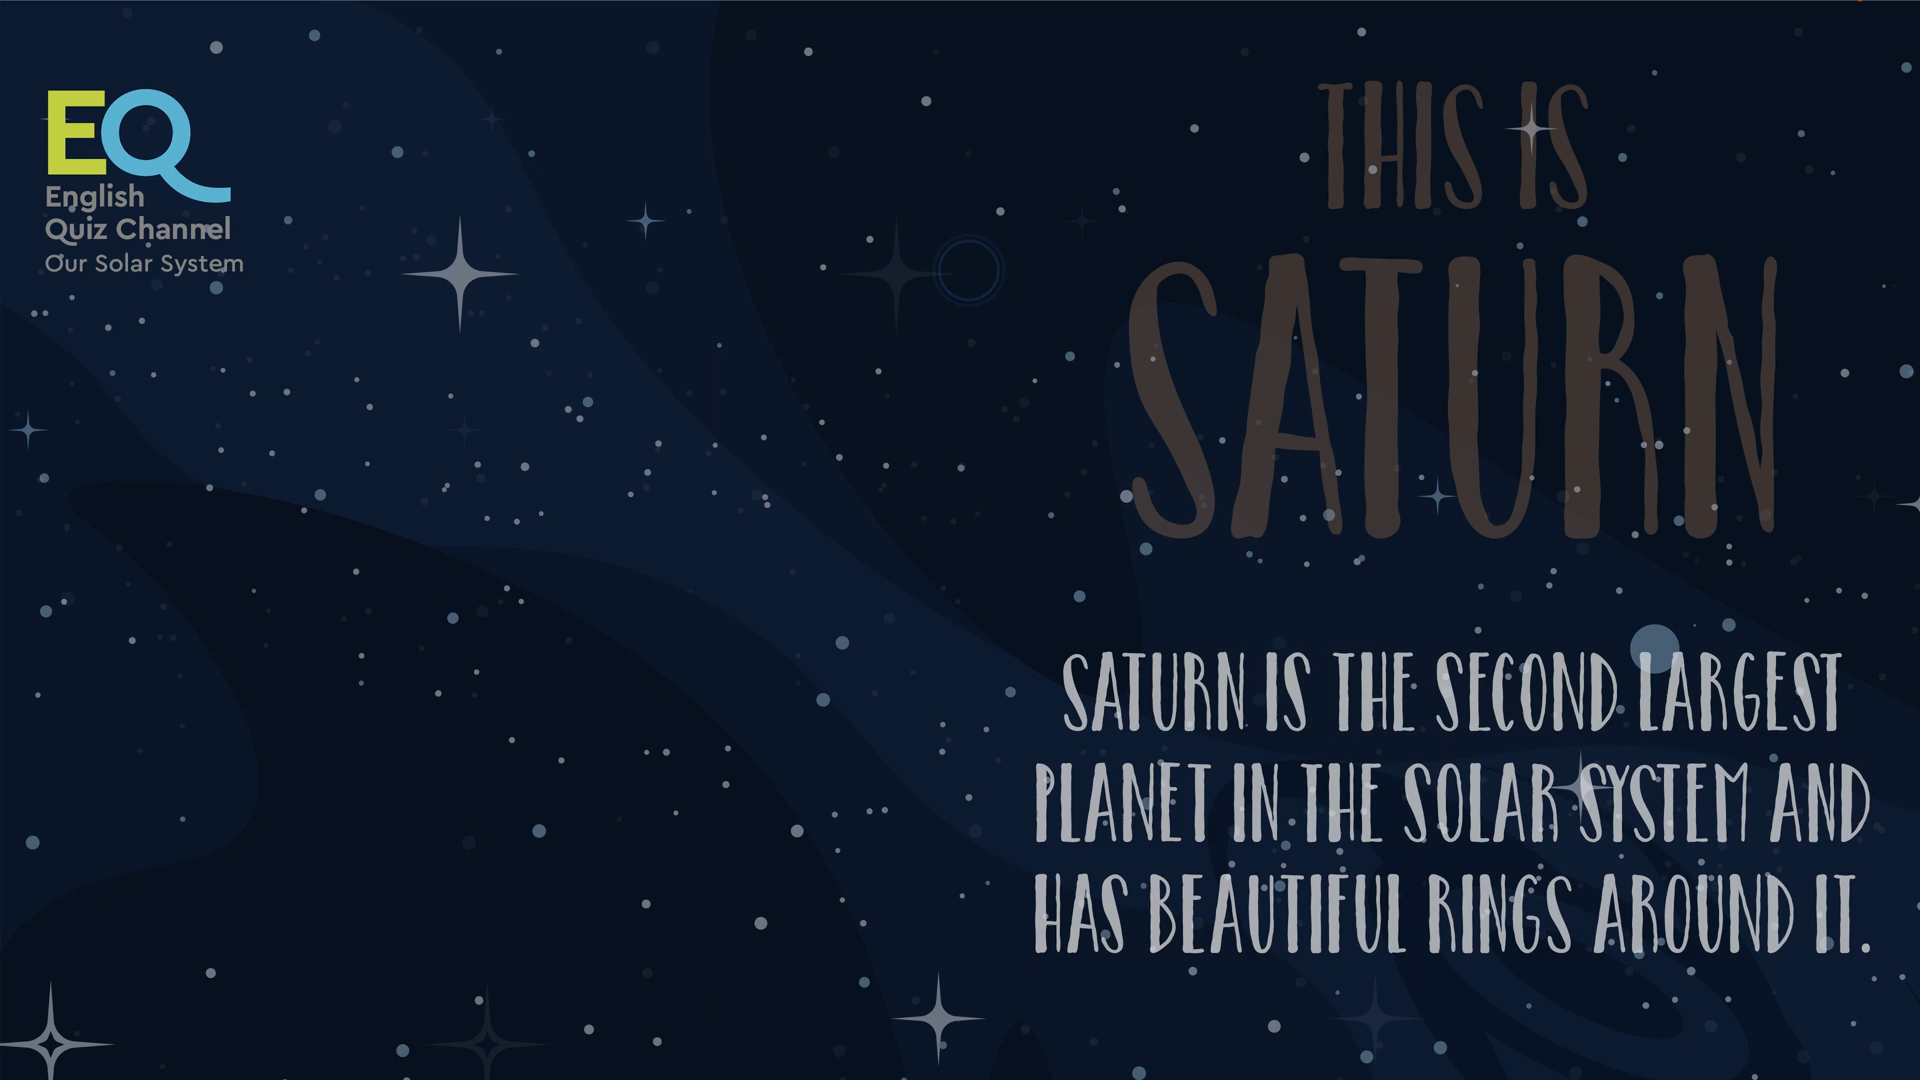 EQ
English
Quiz Channel
Our Solar System
THIS IS
SATURN
SATURN IS THE SECOND LARGEST
PLANET IN THE SOLAR SYSTEM AND
HAS BEAUTIFUL RINGS AROUND IT.